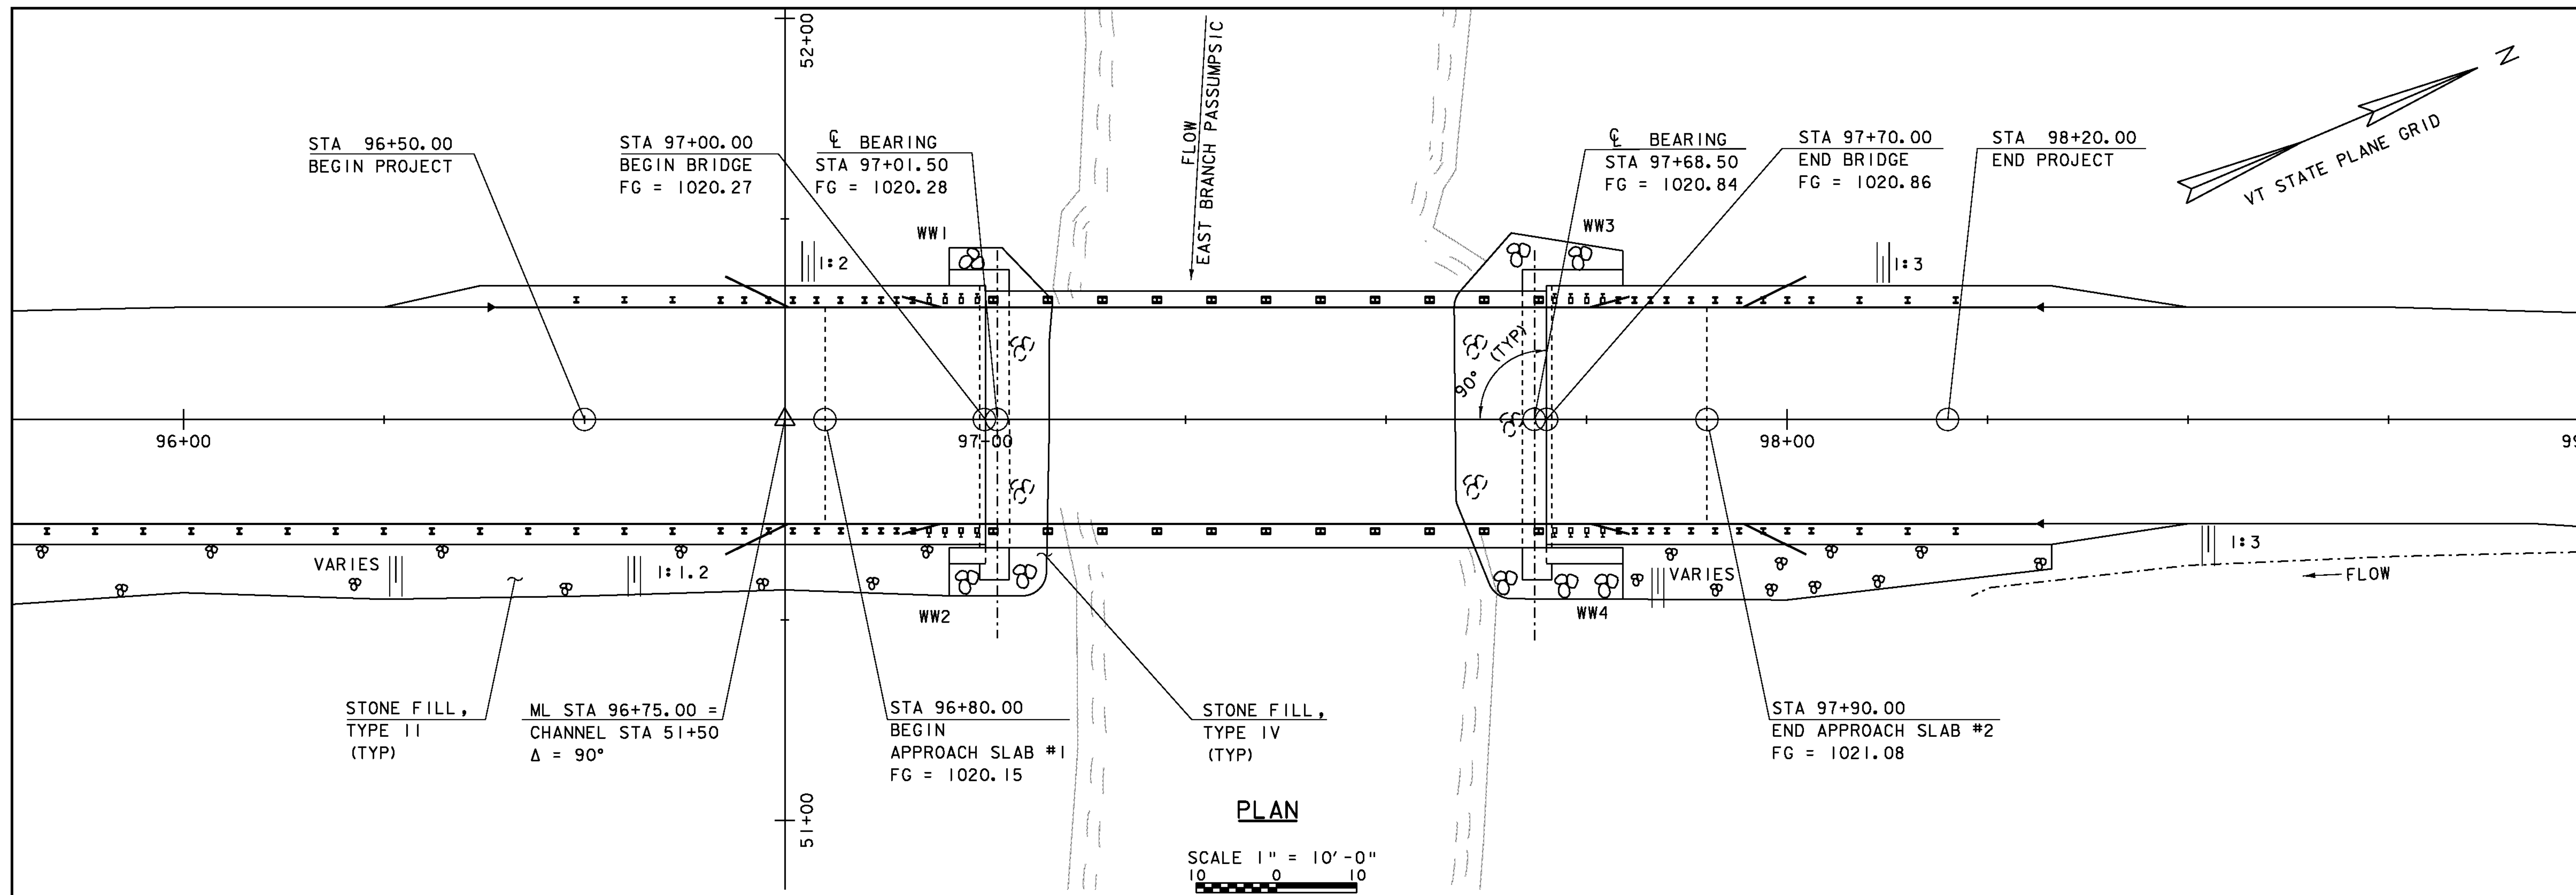 52+00
FLOW
EAST BRANCH PASSUMPSIC
N
VT STATE PLANE GRID
STA 96+50.00
BEGIN PROJECT
STA 97+00.00
BEGIN BRIDGE
FG = 1020.27
℄ BEARING
STA 97+01.50
FG = 1020.28
℄ BEARING
STA 97+68.50
FG = 1020.84
STA 97+70.00
END BRIDGE
FG = 1020.86
STA 98+20.00
END PROJECT
WW1
WW3
1:2
1:3
90°
(TYP)
96+00
97+00
98+00
99
VARIES
1:1.2
VARIES
1:3
FLOW
WW2
WW4
STONE FILL,
TYPE II
(TYP)
ML STA 96+75.00 =
CHANNEL STA 51+50
Δ = 90°
STA 96+80.00
BEGIN
APPROACH SLAB #1
FG = 1020.15
STONE FILL,
TYPE IV
(TYP)
STA 97+90.00
END APPROACH SLAB #2
FG = 1021.08
51+00
PLAN
SCALE 1" = 10'-0"
10 0 10